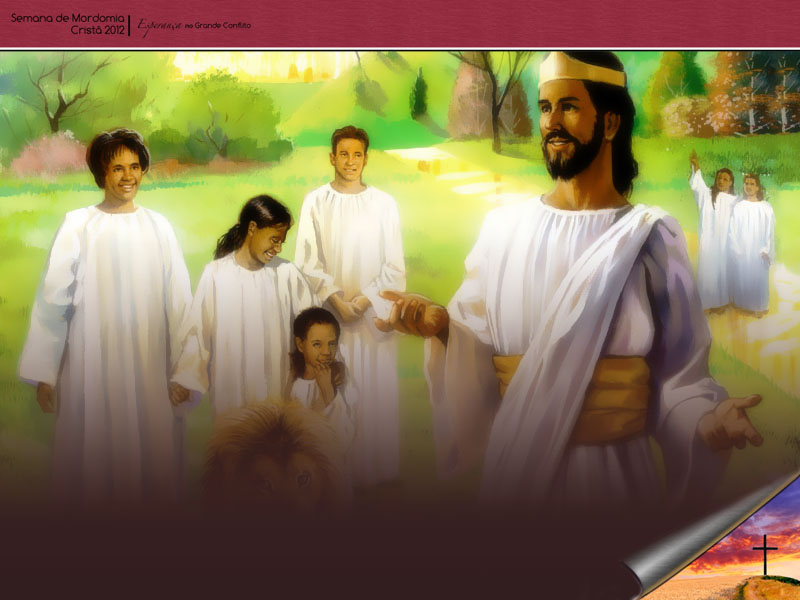 Semana de Mordomia
Cristã 2012
Esperança no Grande Conflito